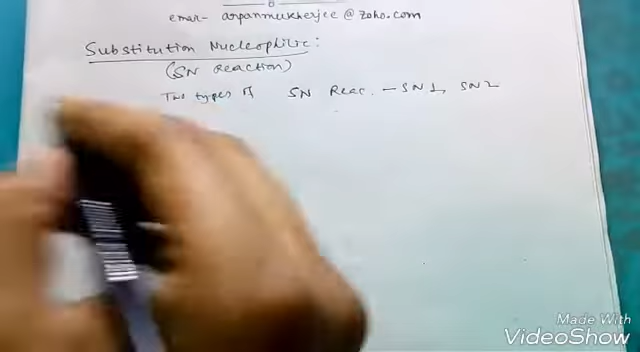 email- arpanmukherjee@zoho.com
Substitution Nucleophilic:
(SN Reaction)
Two types of SN Reac. - SN1, SN2
Made With
VideoShow